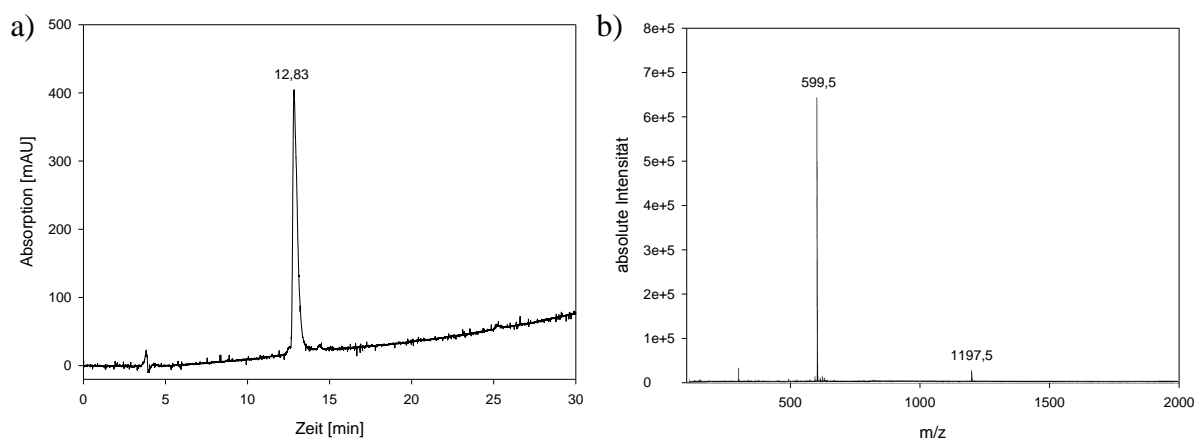 a)
500
400
300
200
100
0
Absorption [mAU]
12,83
0
5
10
15
20
25
30
Zeit [min]
b)
8e+5
7e+5
6e+5
5e+5
4e+5
3e+5
2e+5
1e+5
0
absolute Intensität
599,5
1197,5
500
1000
1500
2000
m/z